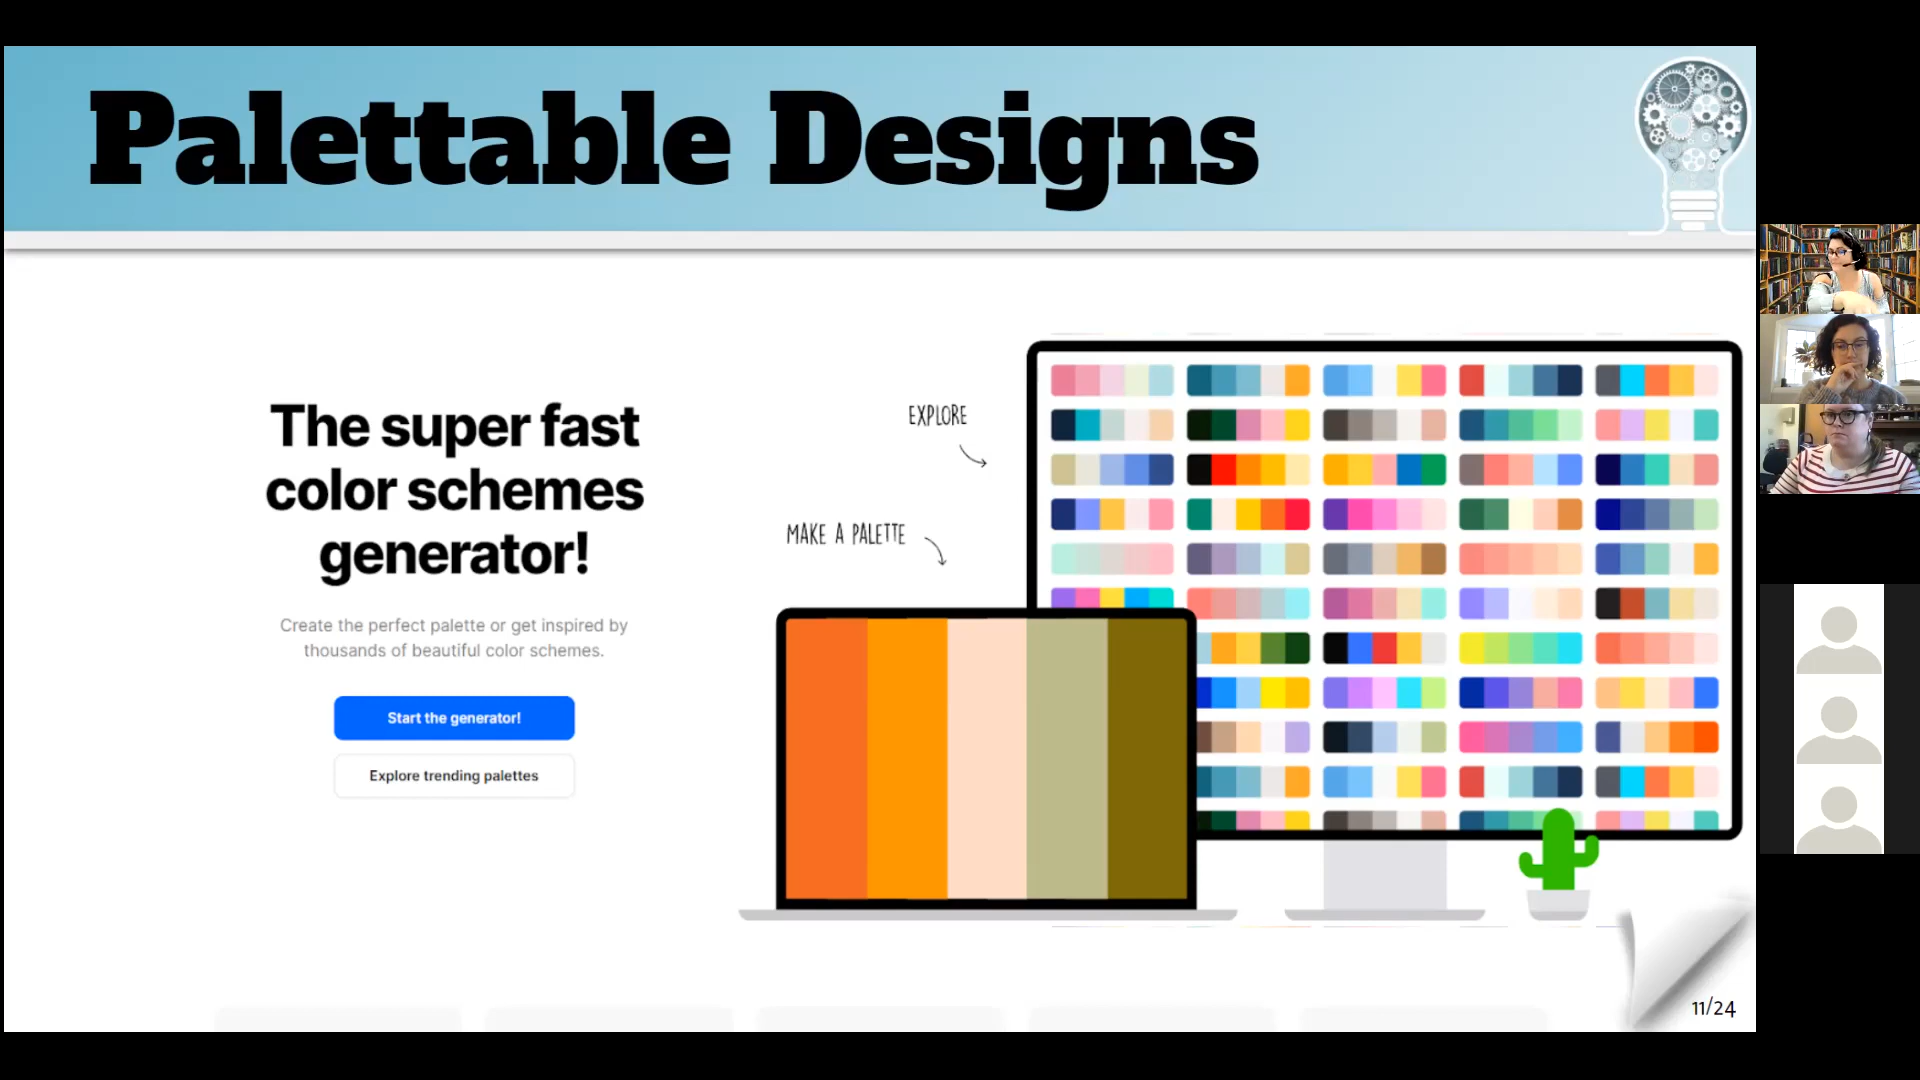 Palettable Designs
The super fast
color schemes
generator!
Create the perfect palette or get inspired by
thousands of beautiful color schemes.
Start the generator!
Explore trending palettes
EXPLORE
MAKE A PALETTE
11/24